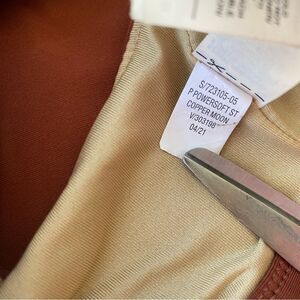 S/723105-05
P POWERSOFT ST
COPPER MOON
V/303198
04/21